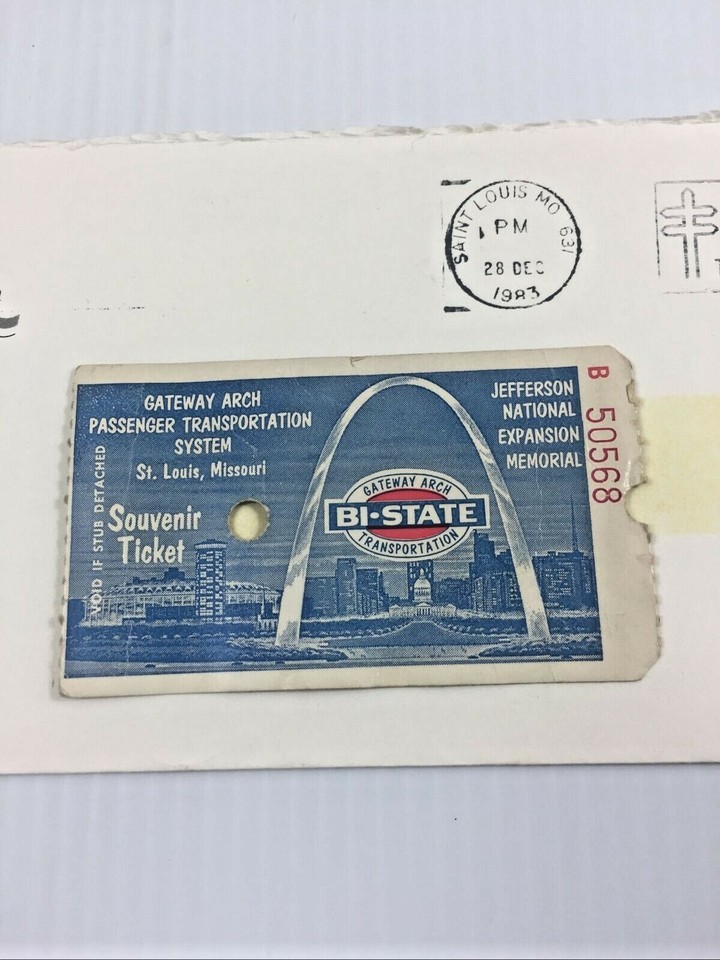 SAINT LOUIS MO 631
PM
28 DEC
1983
T
GATEWAY ARCH
PASSENGER TRANSPORTATION
SYSTEM
St. Louis, Missouri
VOID IF STUB DETACHED
Souvenir
Ticket
GATEWAY ARCH
BI•STATE
TRANSPORTATION
JEFFERSON
NATIONAL
EXPANSION
MEMORIAL
B 50568